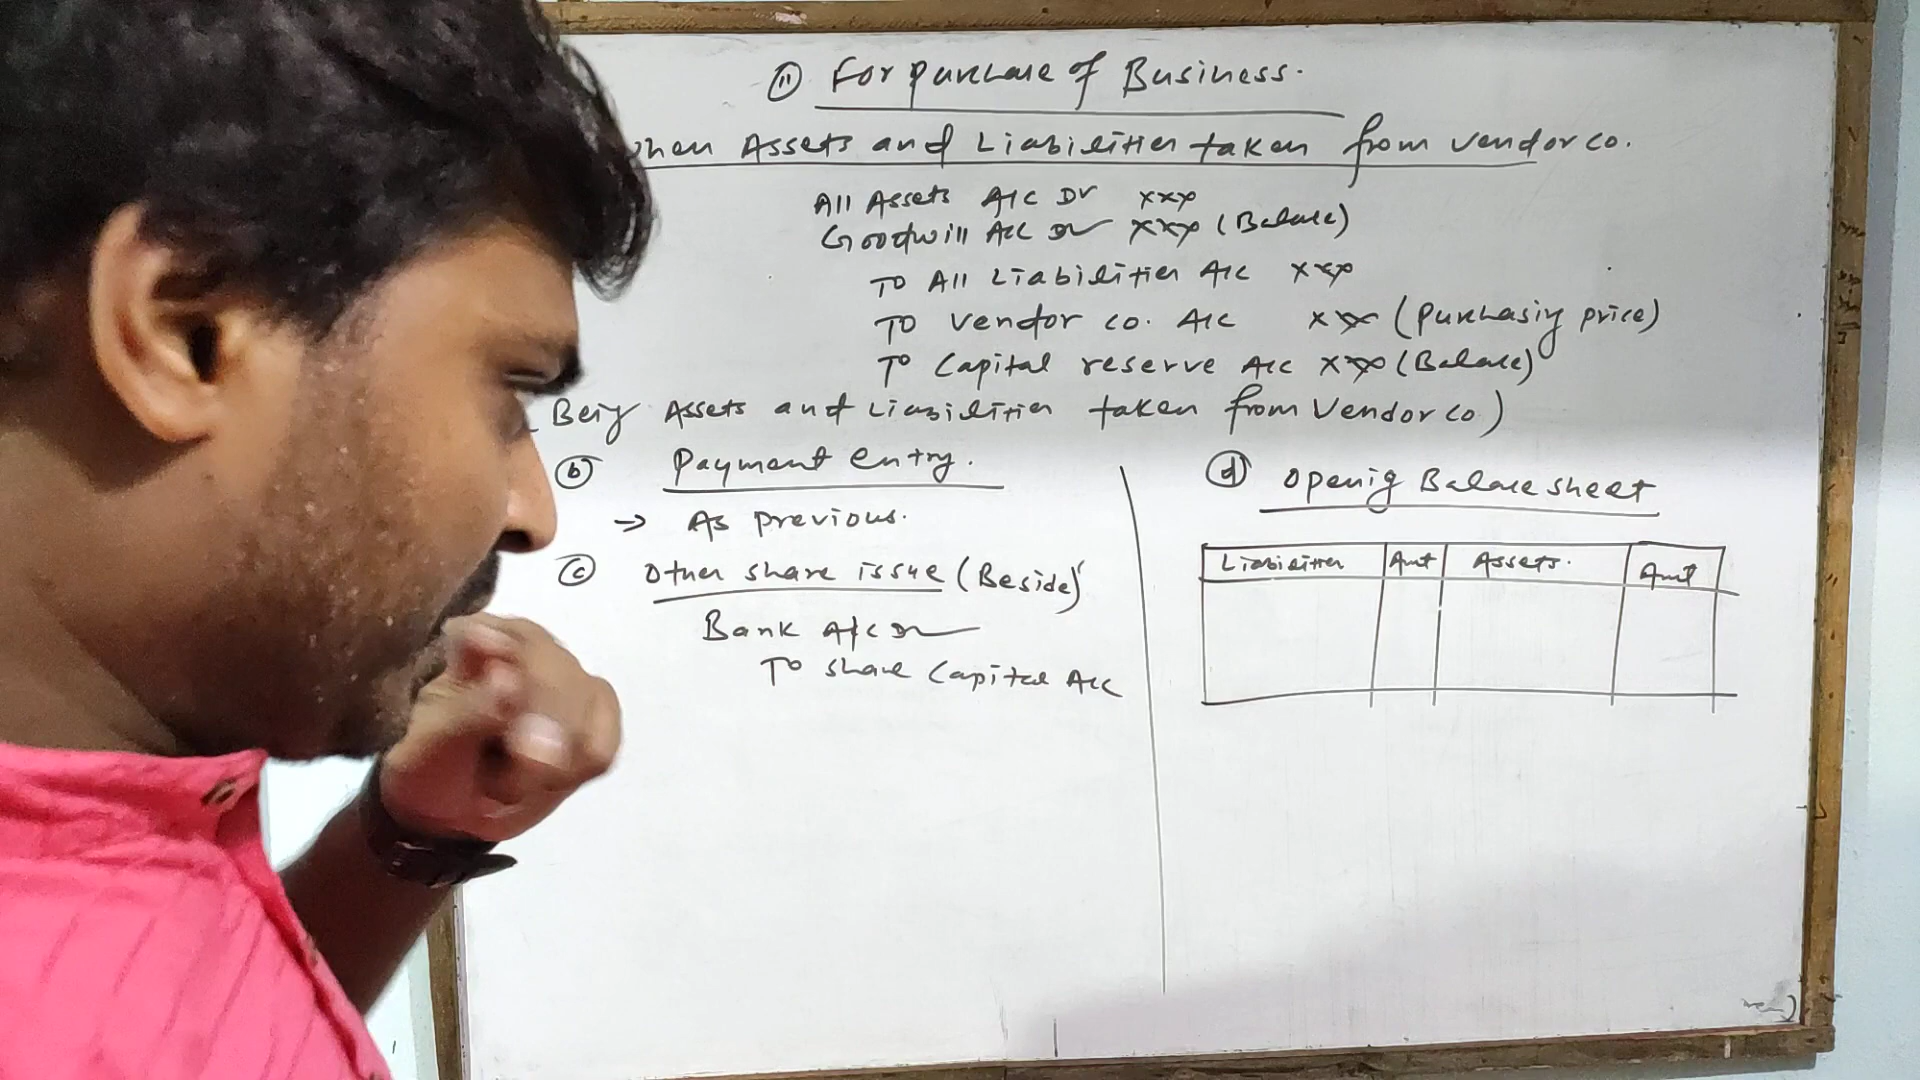 ⑪ For purchase of Business.
when Assets and Liabilities taken from vendor co.
All Assets A/C Dr xxx
Goodwill A/C Dr xxx (Balance)
To All Liabilities A/C xxx
To Vendor co. A/C xxx (Purchasing price)
To Capital reserve A/C xxx (Balance)
(Being Assets and Liabilities taken from Vendor co)
ⓑ Payment entry.
→ As previous.
ⓒ Other share issue (Beside)
Bank A/C Dr
To share Capital A/C
ⓓ Opening Balance sheet
Liabilities Amt Assets. Amt